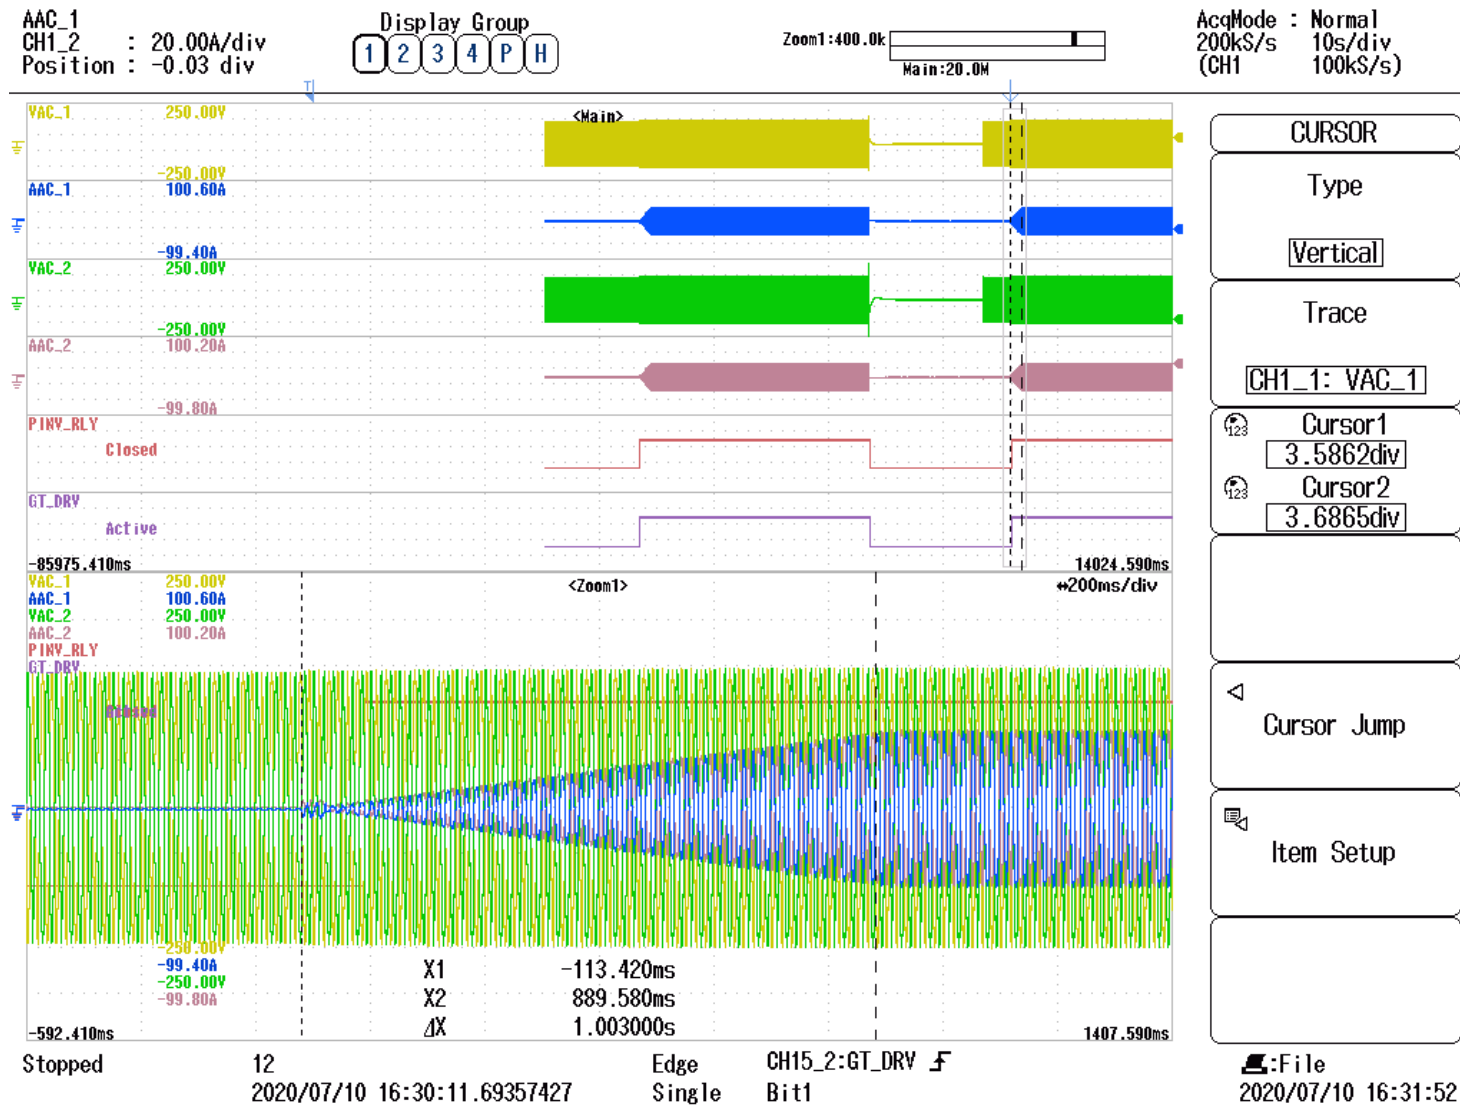 AAC_1
CH1_2 : 20.00A/div
Position : -0.03 div
Display Group
1 2 3 4 P H
Zoom1:400.0k
Main:20.0M
AcqMode : Normal
200kS/s 10s/div
(CH1 100kS/s)
T
<Main>
VAC_1 250.00V
-250.00V
AAC_1 100.60A
-99.40A
VAC_2 250.00V
-250.00V
AAC_2 100.20A
-99.80A
PINV_RLY
Closed
GT_DRV
Active
-85975.410ms 14024.590ms
VAC_1 250.00V
<Zoom1>
⇔200ms/div
AAC_1 100.60A
VAC_2 250.00V
AAC_2 100.20A
PINV_RLY
GT_DRV
-250.00V
-99.40A
-250.00V
-99.80A
X1 -113.420ms
X2 889.580ms
⊿X 1.003000s
-592.410ms 1407.590ms
CURSOR
Type
Vertical
Trace
CH1_1: VAC_1
123 Cursor1
3.5862div
123 Cursor2
3.6865div
Cursor Jump
Item Setup
Stopped 12 Edge CH15_2:GT_DRV
2020/07/10 16:30:11.69357427 Single Bit1
:File
2020/07/10 16:31:52